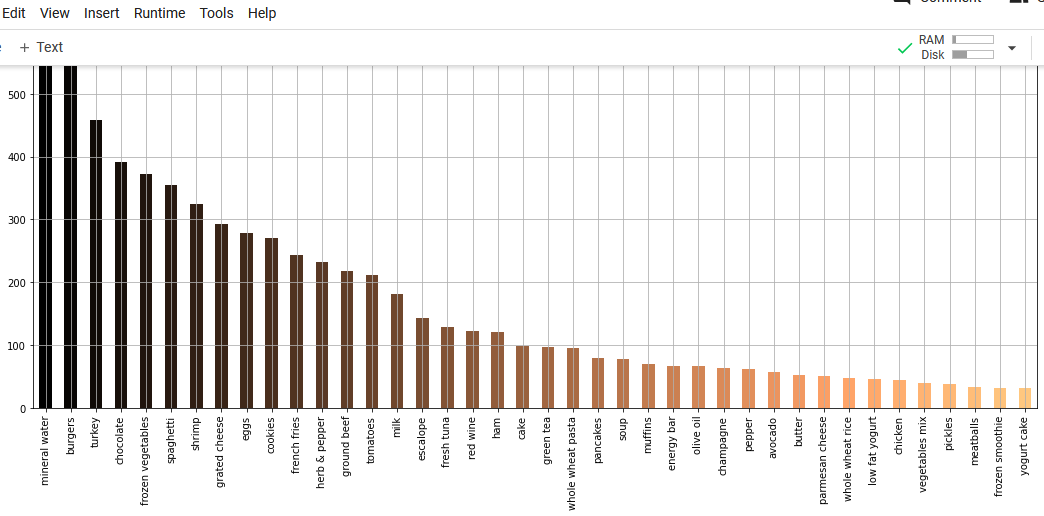 Edit View Insert Runtime Tools Help
+ Text
RAM
Disk
500
400
300
200
100
0
mineral water
burgers
turkey
chocolate
frozen vegetables
spaghetti
shrimp
grated cheese
eggs
cookies
french fries
herb & pepper
ground beef
tomatoes
milk
escalope
fresh tuna
red wine
ham
cake
green tea
whole wheat pasta
pancakes
soup
muffins
energy bar
olive oil
champagne
pepper
avocado
butter
parmesan cheese
whole wheat rice
low fat yogurt
chicken
vegetables mix
pickles
meatballs
frozen smoothie
yogurt cake